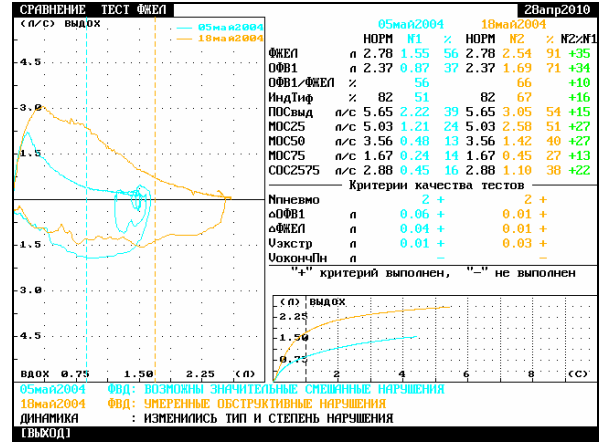 СРАВНЕНИЕ ТЕСТ ФЖЕЛ 28апр2010
(Л/С) ВЫДОХ
05май2004
18май2004
4.5
3.0
1.5
1.5
3.0
4.5
ВДОХ 0.75 1.50 2.25 (Л)
05май2004 18май2004
НОРМ N1 % НОРМ N2 % N2%N1
ФЖЕЛ л 2.78 1.55 56 2.78 2.54 91 +35
ОФВ1 л 2.37 0.87 37 2.37 1.69 71 +34
ОФВ1/ФЖЕЛ % 56 66 +10
ИндТиф % 82 51 82 67 +16
ПОСвыд л/с 5.65 2.22 39 5.65 3.05 54 +15
МОС25 л/с 5.03 1.21 24 5.03 2.58 51 +27
МОС50 л/с 3.56 0.48 13 3.56 1.42 40 +27
МОС75 л/с 1.67 0.24 14 1.67 0.45 27 +13
СОС2575 л/с 2.88 0.45 16 2.88 1.10 38 +22
Критерии качества тестов
Nпневмо 2 + 2 +
△ОФВ1 л 0.06 + 0.01 +
△ФЖЕЛ л 0.04 + 0.01 +
Vэкстр л 0.01 + 0.03 +
VокончПн л – –
"+" критерий выполнен, "–" не выполнен
(Л) ВЫДОХ
2.25
1.50
0.75
2 4 6 8 (С)
05май2004 ФВД: ВОЗМОЖНЫ ЗНАЧИТЕЛЬНЫЕ СМЕШАННЫЕ НАРУШЕНИЯ
18май2004 ФВД: УМЕРЕННЫЕ ОБСТРУКТИВНЫЕ НАРУШЕНИЯ
ДИНАМИКА : ИЗМЕНИЛИСЬ ТИП И СТЕПЕНЬ НАРУШЕНИЯ
[ВЫХОД]